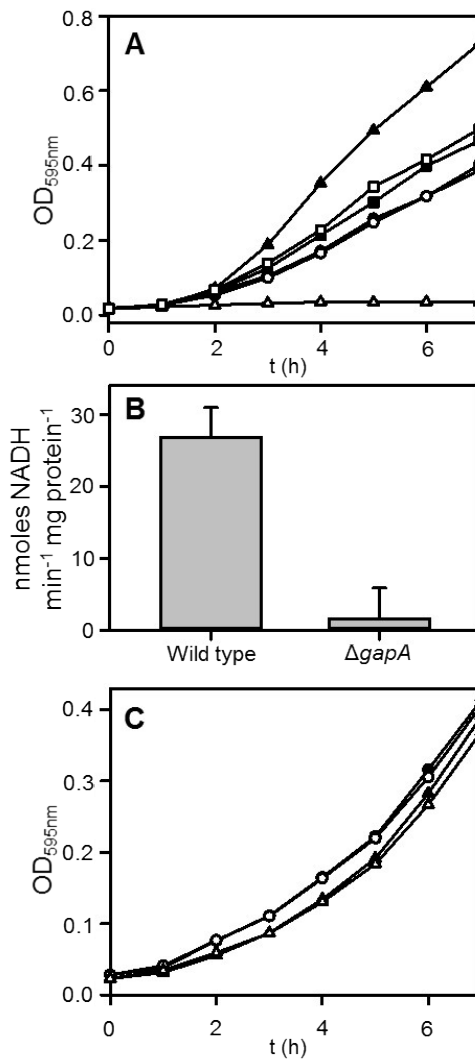 A
0.8
0.6
0.4
0.2
0.0
OD595nm
0 2 4 6
t (h)
B
30
20
10
0
nmoles NADH
min-1 mg protein-1
Wild type ΔgapA
C
0.4
0.3
0.2
0.1
0.0
OD595nm
0 2 4 6
t (h)